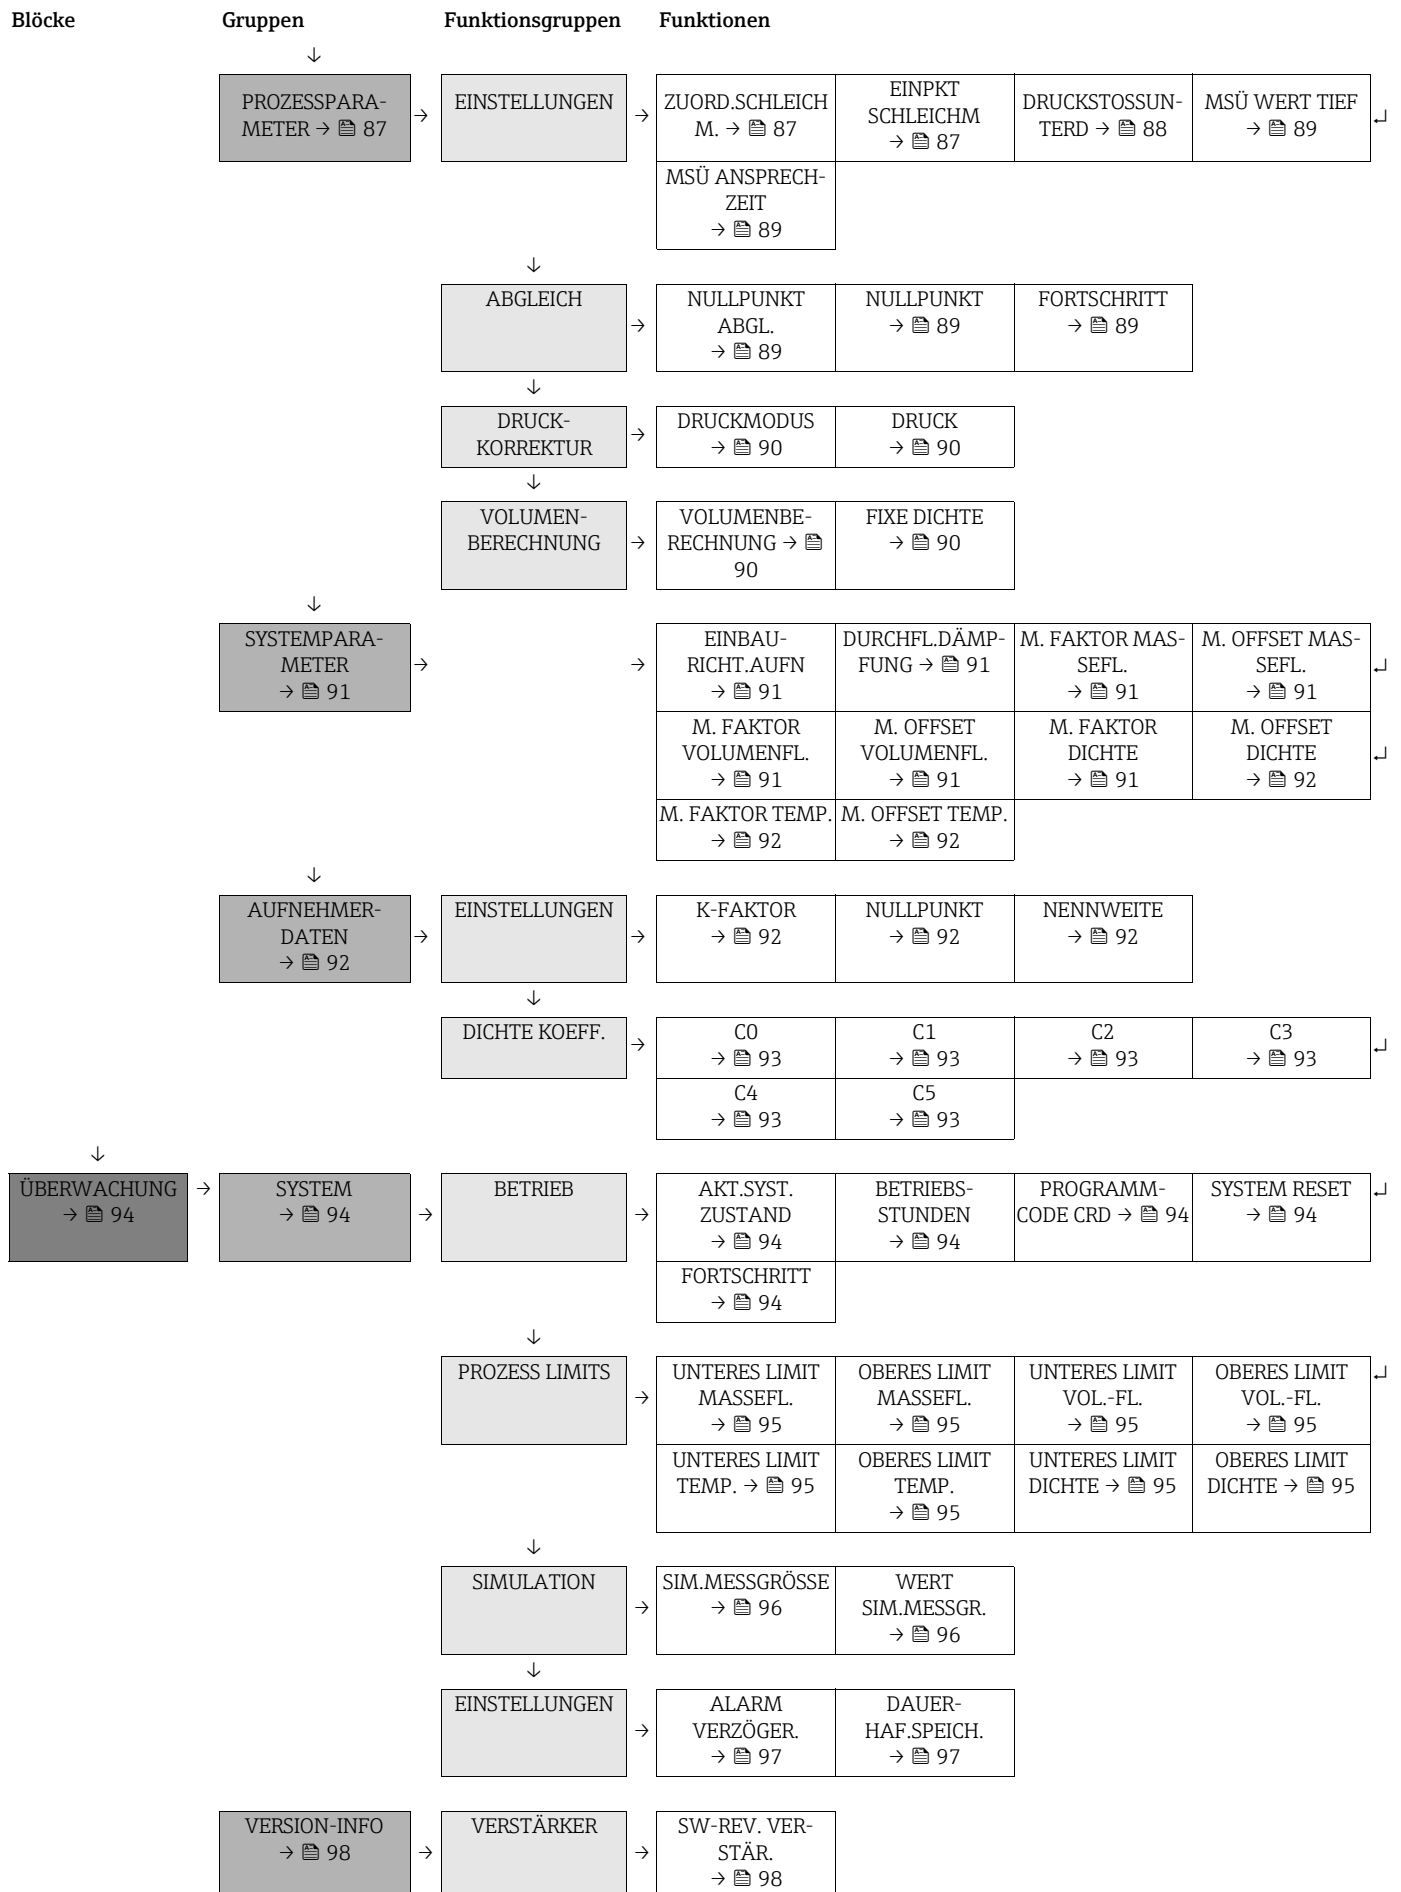 Blöcke Gruppen Funktionsgruppen Funktionen
↓
PROZESSPARA-
METER → 87
→
EINSTELLUNGEN
→
ZUORD.SCHLEICH
M. → 87
EINPKT
SCHLEICHM
→ 87
DRUCKSTOSSUN-
TERD → 88
MSÜ WERT TIEF
→ 89
↵
MSÜ ANSPRECH-
ZEIT
→ 89
↓
ABGLEICH
→
NULLPUNKT
ABGL.
→ 89
NULLPUNKT
→ 89
FORTSCHRITT
→ 89
↓
DRUCK-
KORREKTUR
→
DRUCKMODUS
→ 90
DRUCK
→ 90
↓
VOLUMEN-
BERECHNUNG
→
VOLUMENBE-
RECHNUNG →
90
FIXE DICHTE
→ 90
↓
SYSTEMPARA-
METER
→ 91
→
→
EINBAU-
RICHT.AUFN
→ 91
DURCHFL.DÄMP-
FUNG → 91
M. FAKTOR MAS-
SEFL.
→ 91
M. OFFSET MAS-
SEFL.
→ 91
↵
M. FAKTOR
VOLUMENFL.
→ 91
M. OFFSET
VOLUMENFL.
→ 91
M. FAKTOR
DICHTE
→ 91
M. OFFSET
DICHTE
→ 92
↵
M. FAKTOR TEMP.
→ 92
M. OFFSET TEMP.
→ 92
↓
AUFNEHMER-
DATEN
→ 92
→
EINSTELLUNGEN
→
K-FAKTOR
→ 92
NULLPUNKT
→ 92
NENNWEITE
→ 92
↓
DICHTE KOEFF.
→
C0
→ 93
C1
→ 93
C2
→ 93
C3
→ 93
↵
C4
→ 93
C5
→ 93
↓
ÜBERWACHUNG
→ 94
→
SYSTEM
→ 94
→
BETRIEB
→
AKT.SYST.
ZUSTAND
→ 94
BETRIEBS-
STUNDEN
→ 94
PROGRAMM-
CODE CRD → 94
SYSTEM RESET
→ 94
↵
FORTSCHRITT
→ 94
↓
PROZESS LIMITS
→
UNTERES LIMIT
MASSEFL.
→ 95
OBERES LIMIT
MASSEFL.
→ 95
UNTERES LIMIT
VOL.-FL.
→ 95
OBERES LIMIT
VOL.-FL.
→ 95
↵
UNTERES LIMIT
TEMP. → 95
OBERES LIMIT
TEMP.
→ 95
UNTERES LIMIT
DICHTE → 95
OBERES LIMIT
DICHTE → 95
↓
SIMULATION
→
SIM.MESSGRÖSSE
→ 96
WERT
SIM.MESSGR.
→ 96
↓
EINSTELLUNGEN
→
ALARM
VERZÖGER.
→ 97
DAUER-
HAF.SPEICH.
→ 97
VERSION-INFO
→ 98
→
VERSTÄRKER
→
SW-REV. VER-
STÄR.
→ 98